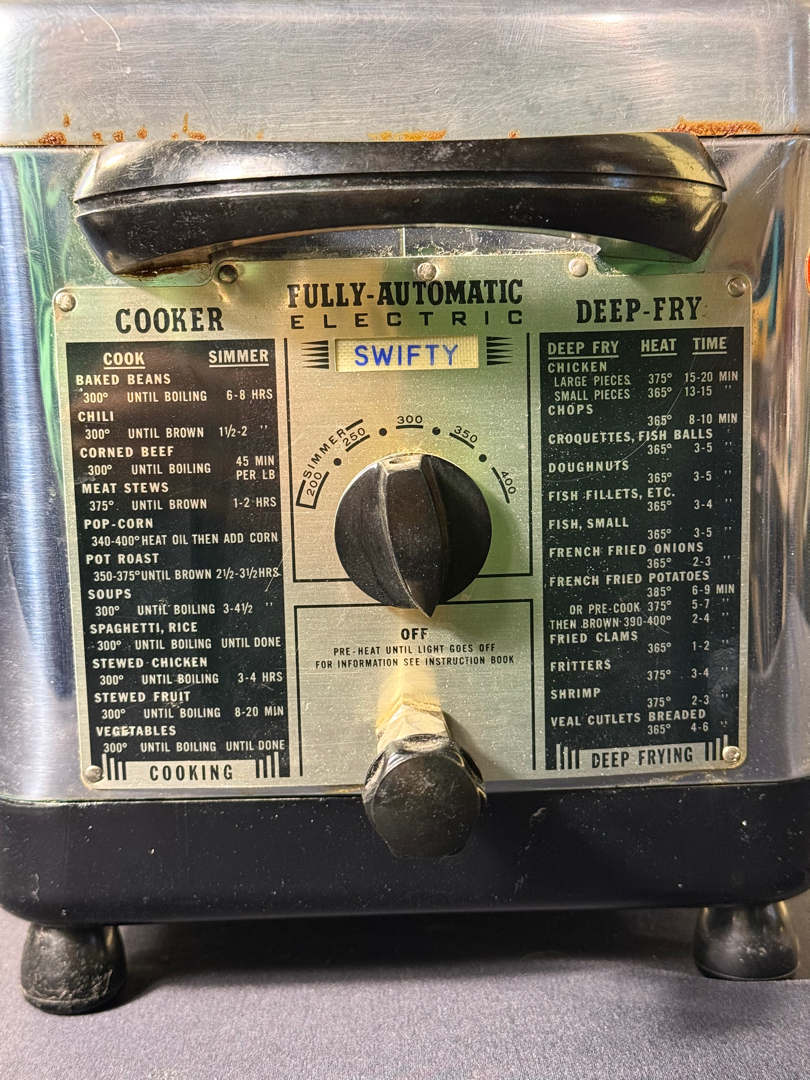 FULLY-AUTOMATIC
ELECTRIC
SWIFTY
COOKER
COOK SIMMER
BAKED BEANS
300° UNTIL BOILING 6-8 HRS
CHILI
300° UNTIL BROWN 1½-2 "
CORNED BEEF
300° UNTIL BOILING 45 MIN
PER LB
MEAT STEWS
375° UNTIL BROWN 1-2 HRS
POP-CORN
340-400° HEAT OIL THEN ADD CORN
POT ROAST
350-375° UNTIL BROWN 2½-3½ HRS
SOUPS
300° UNTIL BOILING 3-4½ "
SPAGHETTI, RICE
300° UNTIL BOILING UNTIL DONE
STEWED CHICKEN
300° UNTIL BOILING 3-4 HRS
STEWED FRUIT
300° UNTIL BOILING 8-20 MIN
VEGETABLES
300° UNTIL BOILING UNTIL DONE
COOKING
SIMMER
200 250 300 350 400
OFF
PRE-HEAT UNTIL LIGHT GOES OFF
FOR INFORMATION SEE INSTRUCTION BOOK
DEEP-FRY
DEEP FRY HEAT TIME
CHICKEN
LARGE PIECES 375° 15-20 MIN
SMALL PIECES 365° 13-15 "
CHOPS
365° 8-10 MIN
CROQUETTES, FISH BALLS
365° 3-5 "
DOUGHNUTS
365° 3-5 "
FISH FILLETS, ETC.
365° 3-4 "
FISH, SMALL
365° 3-5 "
FRENCH FRIED ONIONS
365° 2-3 "
FRENCH FRIED POTATOES
385° 6-9 MIN
OR PRE-COOK 375° 5-7 "
THEN BROWN 390-400° 2-4 "
FRIED CLAMS
365° 1-2 "
FRITTERS
375° 3-4 "
SHRIMP
375° 2-3 "
VEAL CUTLETS BREADED
365° 4-6 "
DEEP FRYING